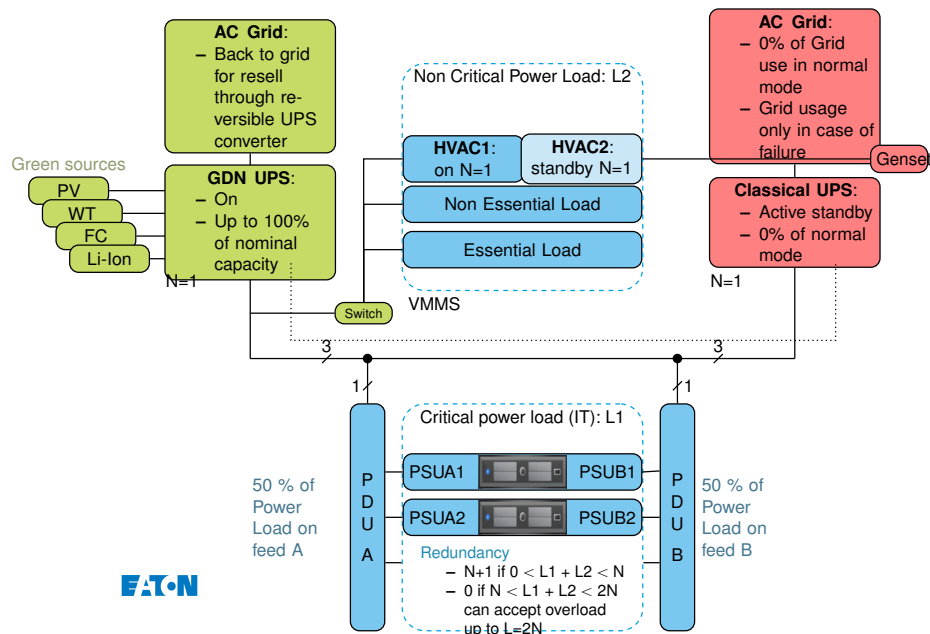 AC Grid:
– Back to grid
for resell
through re-
versible UPS
converter
Green sources
PV
WT
FC
Li-Ion
GDN UPS:
– On
– Up to 100%
of nominal
capacity
N=1
Non Critical Power Load: L2
HVAC1:
on N=1
HVAC2:
standby N=1
Non Essential Load
Essential Load
Switch
VMMS
AC Grid:
– 0% of Grid
use in normal
mode
– Grid usage
only in case of
failure
Genset
Classical UPS:
– Active standby
– 0% of normal
mode
N=1
3
3
1
1
50 % of
Power
Load on
feed A
P
D
U
A
Critical power load (IT): L1
PSUA1
PSUB1
PSUA2
PSUB2
Redundancy
– N+1 if 0 < L1 + L2 < N
– 0 if N < L1 + L2 < 2N
can accept overload
up to L=2N
P
D
U
B
50 % of
Power
Load on
feed B
EATON